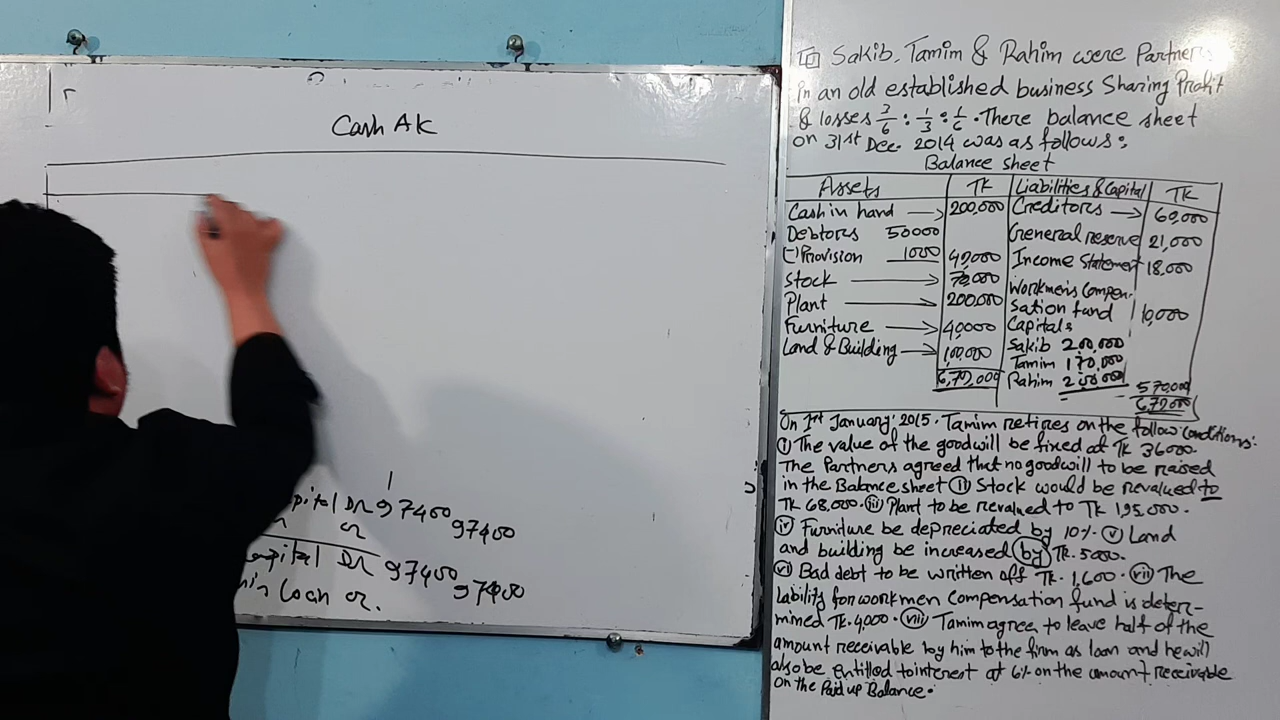 Cash A/C
pital Dr 97400
cr 97400
capital Dr 97400
Loan cr. 97400
Sakib, Tamim & Rahim were Partners
in an old established business Sharing Profit
& losses 3/6 : 1/3 : 1/6 . There balance sheet
on 31st Dec. 2014 was as follows:
Balance sheet
Assets TK Liabilities & Capital TK
Cash in hand 200,000 Creditors 60,000
Debtors 50000 General reserve 21,000
(-) Provision 1000 49,000 Income Statement 18,000
Stock 70,000 Workmen's Compen-
Plant 200,000 sation fund 10,000
Furniture 40000 Capitals
Land & Building 100,000 Sakib 200,000
Tamim 170,000
Rahim 200,000 570,000
6,79,000 6,79,000
On 1st January, 2015. Tamim retires on the follow conditions:
(i) The value of the goodwill be fixed at TK 36000.
The Partners agreed that no goodwill to be raised
in the Balance sheet (ii) Stock would be revalued to
TK 68,000. (iii) Plant to be revalued to TK 195,000.
(iv) Furniture be depreciated by 10%. (v) Land
and building be increased (by) TK. 5000.
(vi) Bad debt to be written off TK. 1,600. (vii) The
liability for workmen Compensation fund is deter-
mined TK. 4,000. (viii) Tamim agree to leave half of the
amount receivable by him to the firm as loan and he will
also be entilled to interest at 6% on the amount receivable
on the Paid up Balance.